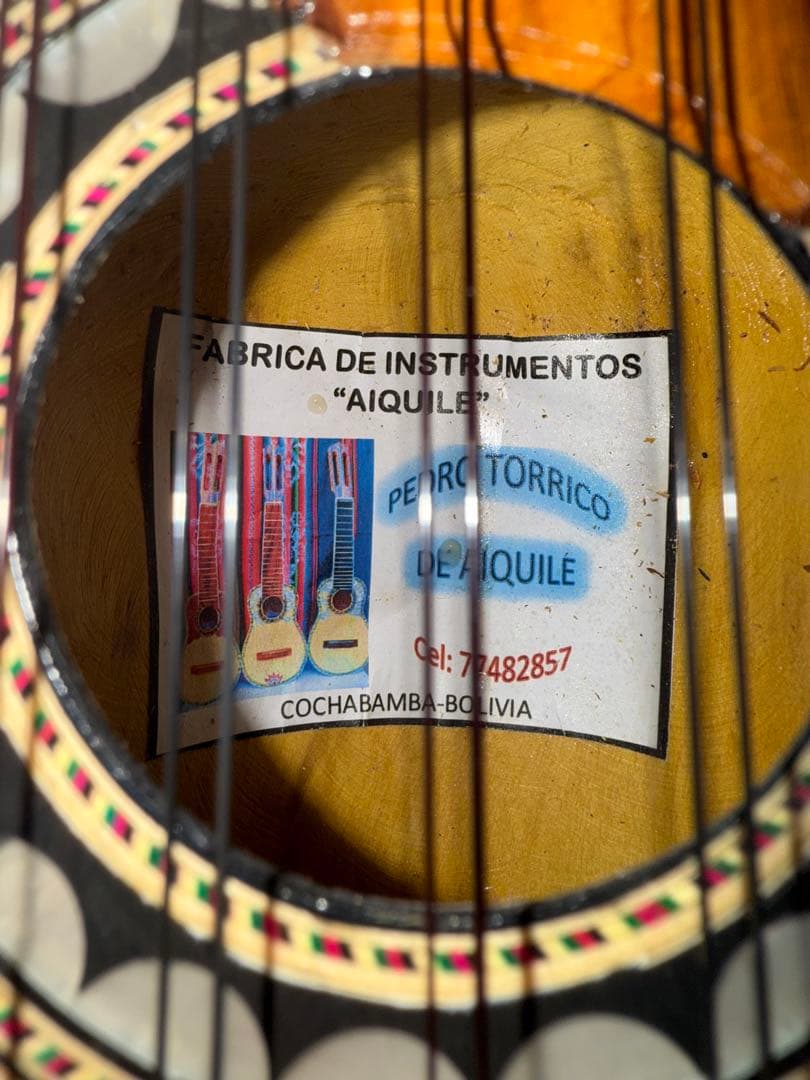 FABRICA DE INSTRUMENTOS
“AIQUILE”
PEDRO TORRICO
DE AIQUILE
Cel: 77482857
COCHABAMBA-BOLIVIA